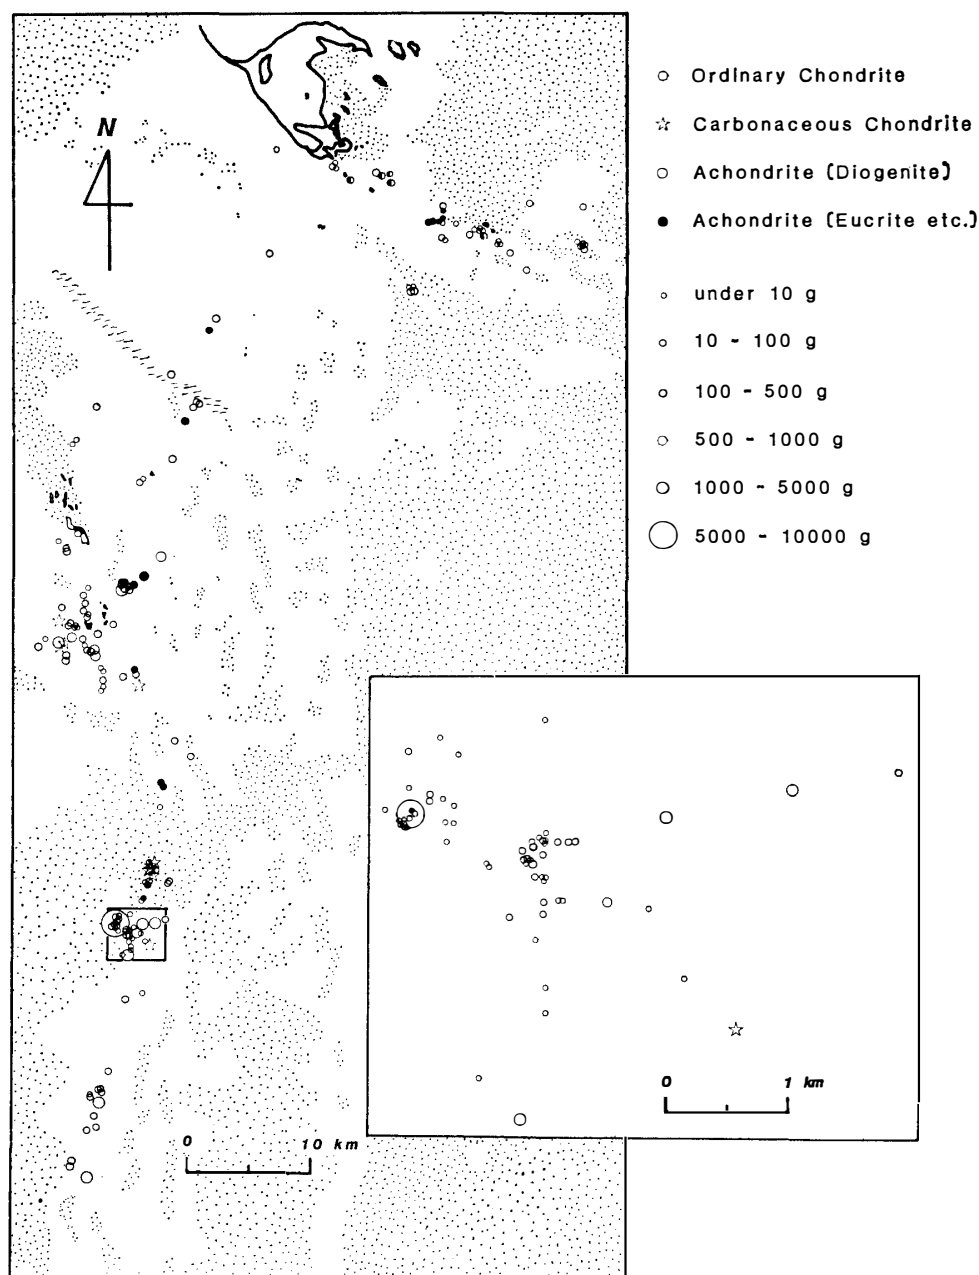 N
Ordinary Chondrite
Carbonaceous Chondrite
Achondrite (Diogenite)
Achondrite (Eucrite etc.)
under 10 g
10 - 100 g
100 - 500 g
500 - 1000 g
1000 - 5000 g
5000 - 10000 g
0 1 km
0 10 km